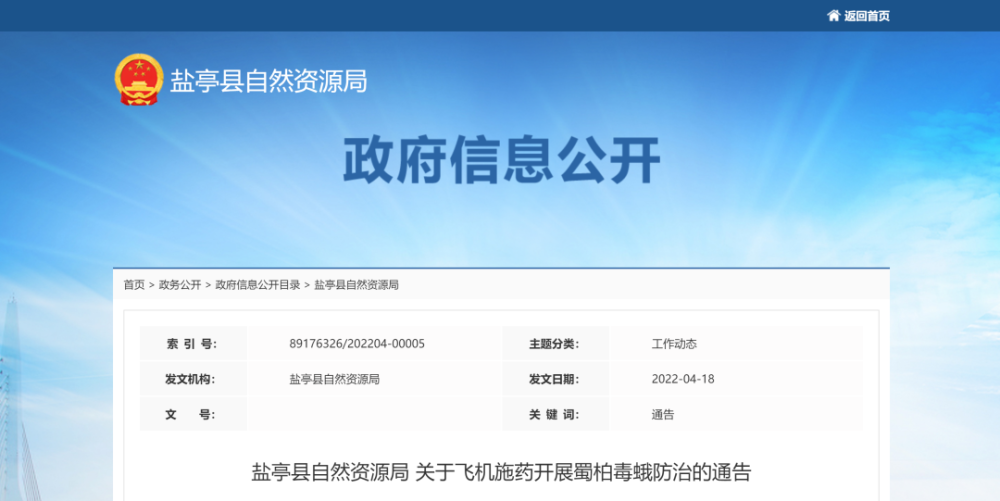 返回首页
盐亭县自然资源局
政府信息公开
首页 > 政务公开 > 政府信息公开目录 > 盐亭县自然资源局
索 引 号： 89176326/202204-00005 主题分类： 工作动态
发文机构： 盐亭县自然资源局 发文日期： 2022-04-18
文 号： 关 键 词： 通告
盐亭县自然资源局 关于飞机施药开展蜀柏毒蛾防治的通告